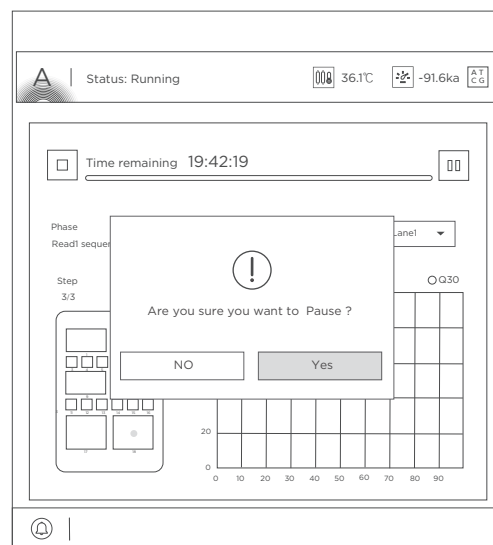 A
Status: Running
36.1℃
-91.6ka
A T
C G
Time remaining 19:42:19
Phase
Lane1
Read1 sequen
Step
Q30
3/3
Are you sure you want to Pause ?
NO
Yes
20
0
0 10 20 30 40 50 60 70 80 90
17 18